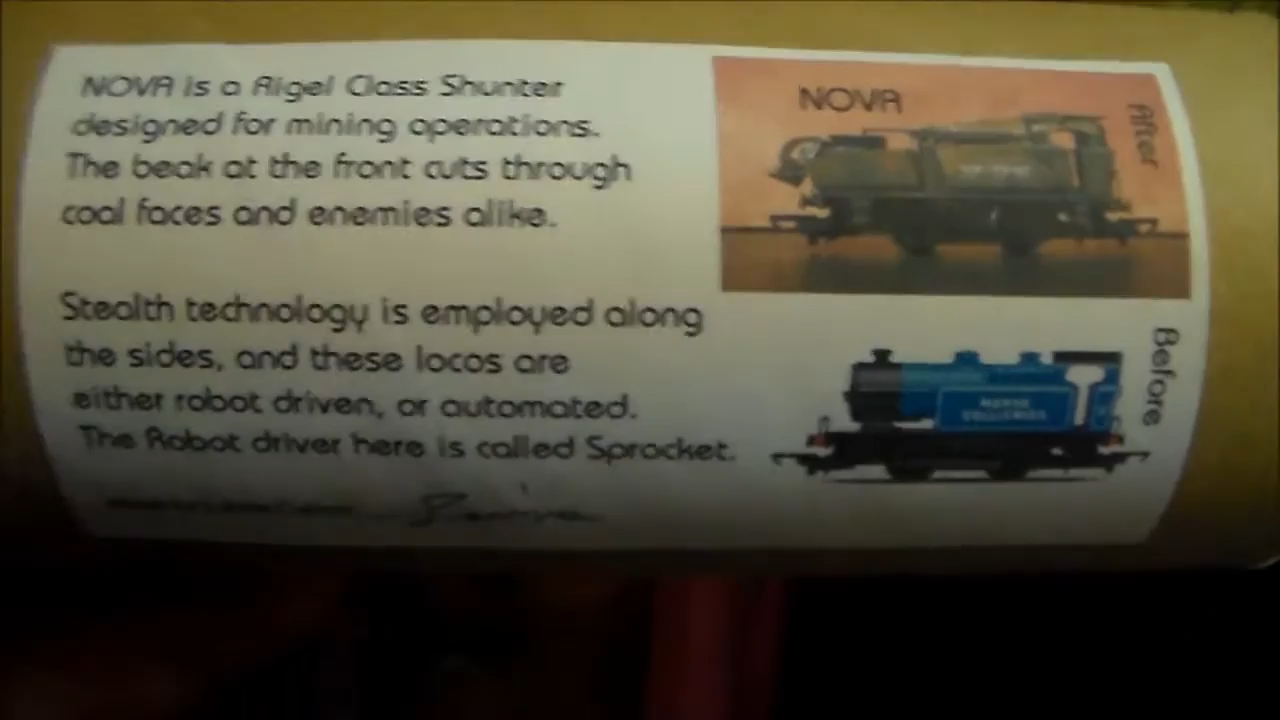 NOVA is a Rigel Class Shunter
designed for mining operations.
The beak at the front cuts through
coal faces and enemies alike.
Stealth technology is employed along
the sides, and these locos are
either robot driven, or automated.
The Robot driver here is called Sprocket.
NOVA
After
Before
COLLIERIES